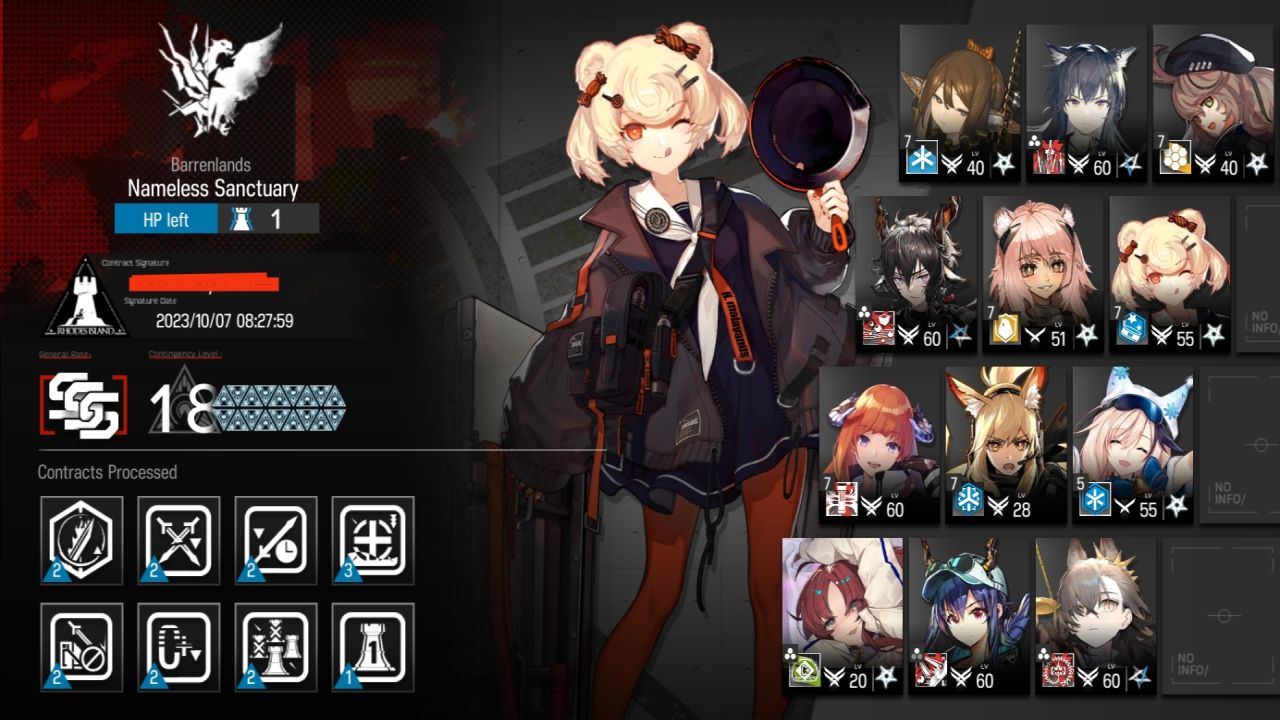 Barrenlands
Nameless Sanctuary
HP left 1
Contract Signature
Signature Date
RHODES ISLAND
2023/10/07 08:27:59
General Rate:
Contingency Level :
SSS
18
Contracts Processed
2 2 2 3
2 2 2 1 1
N. malayanus
7 LV 40
LV 60
7 LV 40
LV 60
7 LV 51
7 LV 55
NO INFO
7 LV 60
7 LV 28
5 LV 55
NO
INFO/
LV 20
LV 60
LV 60
NO
INFO/